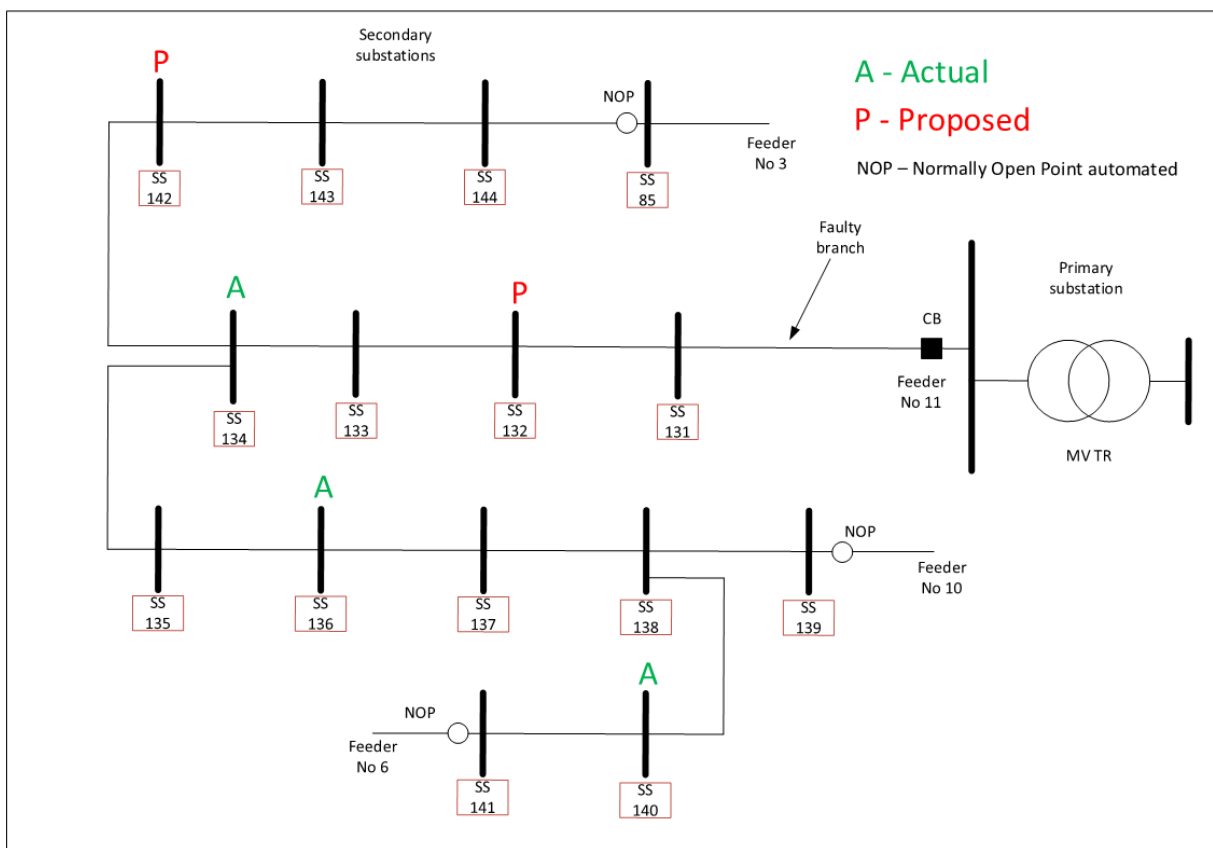 Secondary
substations
P
A - Actual
P - Proposed
NOP – Normally Open Point automated
NOP
Feeder
No 3
SS
142
SS
143
SS
144
SS
85
Faulty
branch
Primary
substation
A
P
CB
Feeder
No 11
MV TR
SS
134
SS
133
SS
132
SS
131
A
NOP
Feeder
No 10
SS
135
SS
136
SS
137
SS
138
SS
139
A
NOP
Feeder
No 6
SS
141
SS
140